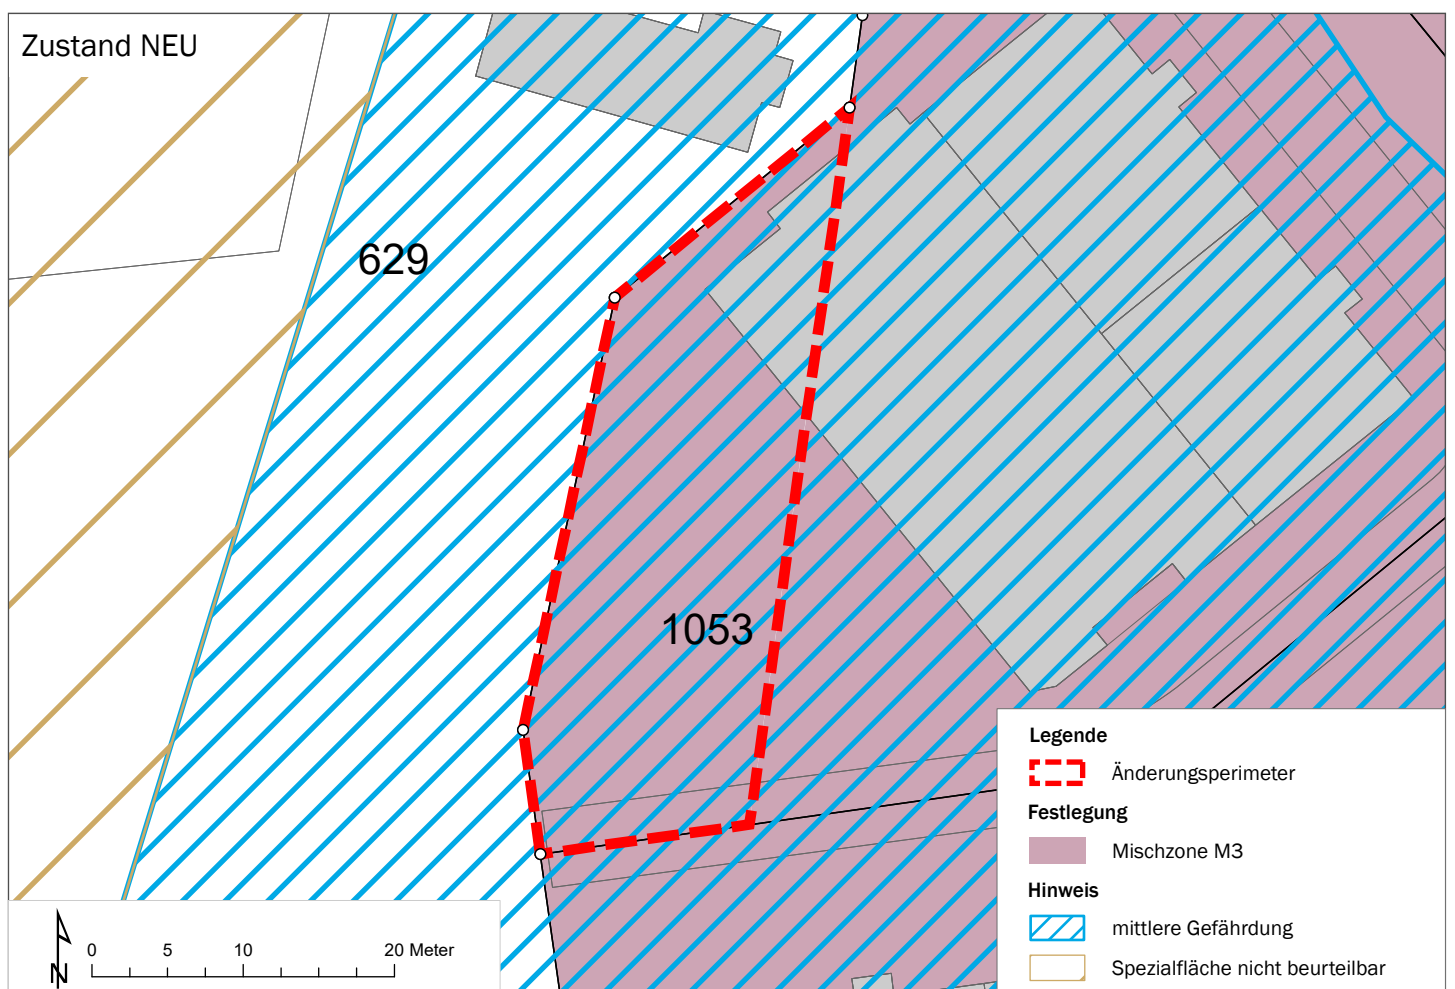 Zustand NEU
629
1053
Legende
Änderungsperimeter
Festlegung
Mischzone M3
Hinweis
mittlere Gefährdung
Spezialfläche nicht beurteilbar
N
0 5 10 20 Meter